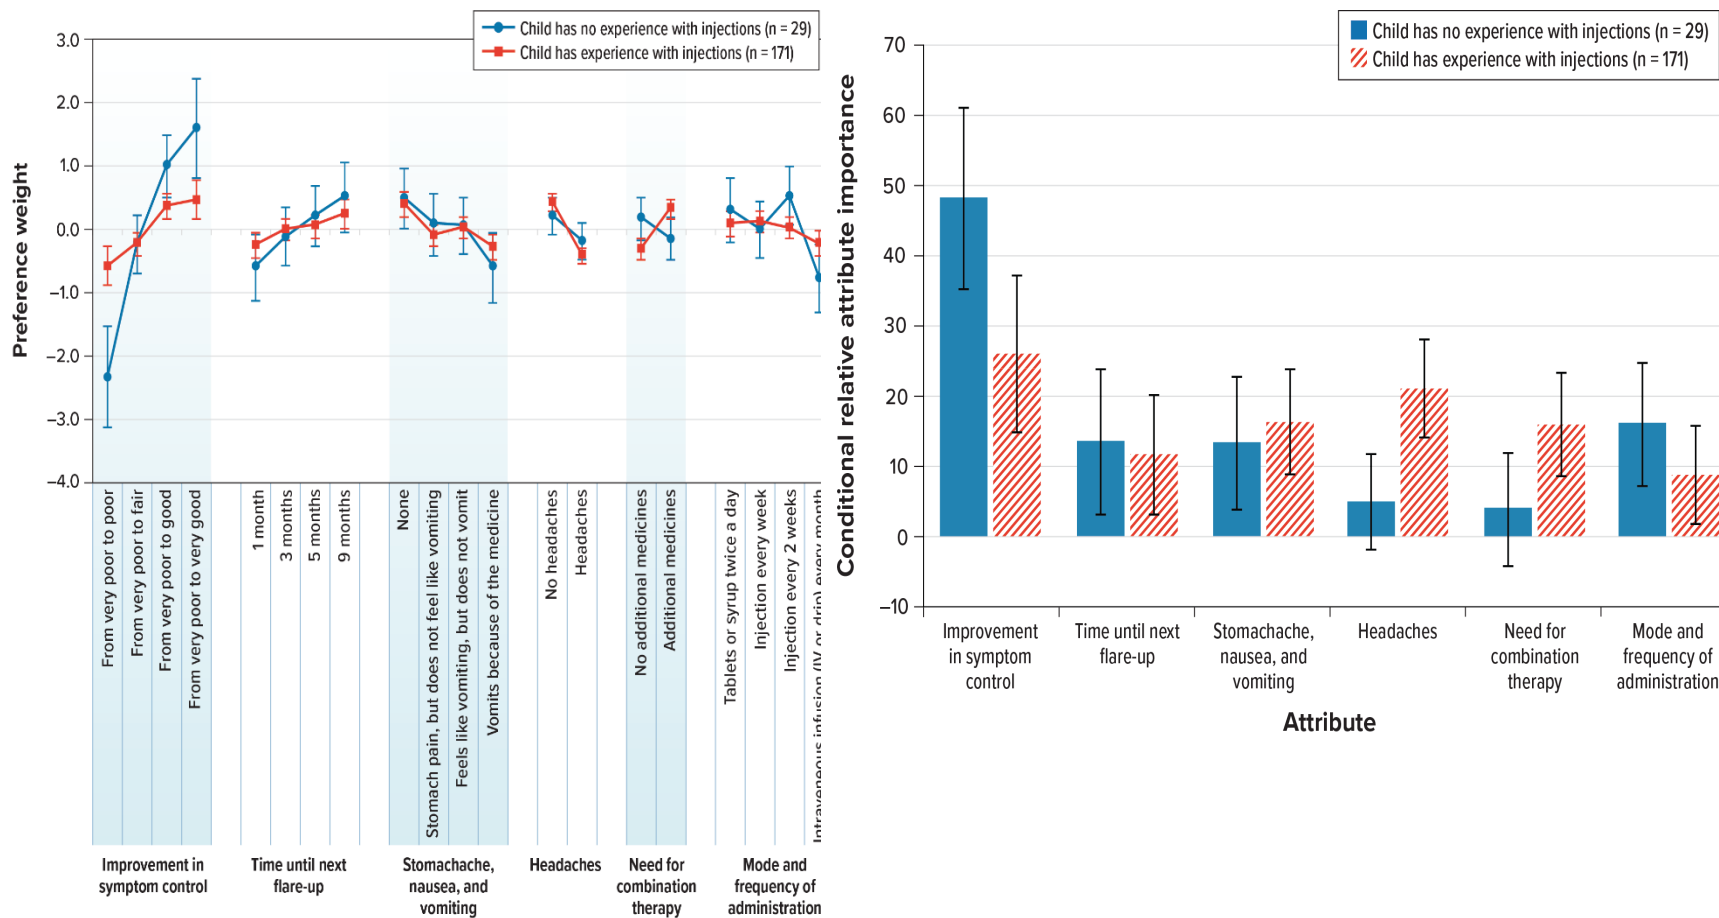 Child has no experience with injections (n = 29)
Child has experience with injections (n = 171)
Preference weight
3.0
2.0
1.0
0.0
–1.0
–2.0
–3.0
–4.0
From very poor to poor
From very poor to fair
From very poor to good
From very poor to very good
1 month
3 months
5 months
9 months
None
Stomach pain, but does not feel like vomiting
Feels like vomiting, but does not vomit
Vomits because of the medicine
No headaches
Headaches
No additional medicines
Additional medicines
Tablets or syrup twice a day
Injection every week
Injection every 2 weeks
Intraveneous infusion (IV or drip) every month
Improvement in
symptom control
Time until next
flare-up
Stomachache,
nausea, and
vomiting
Headaches
Need for
combination
therapy
Mode and
frequency of
administration
Child has no experience with injections (n = 29)
Child has experience with injections (n = 171)
Conditional relative attribute importance
70
60
50
40
30
20
10
0
–10
Improvement
in symptom
control
Time until next
flare-up
Stomachache,
nausea, and
vomiting
Headaches
Need for
combination
therapy
Mode and
frequency of
administration
Attribute